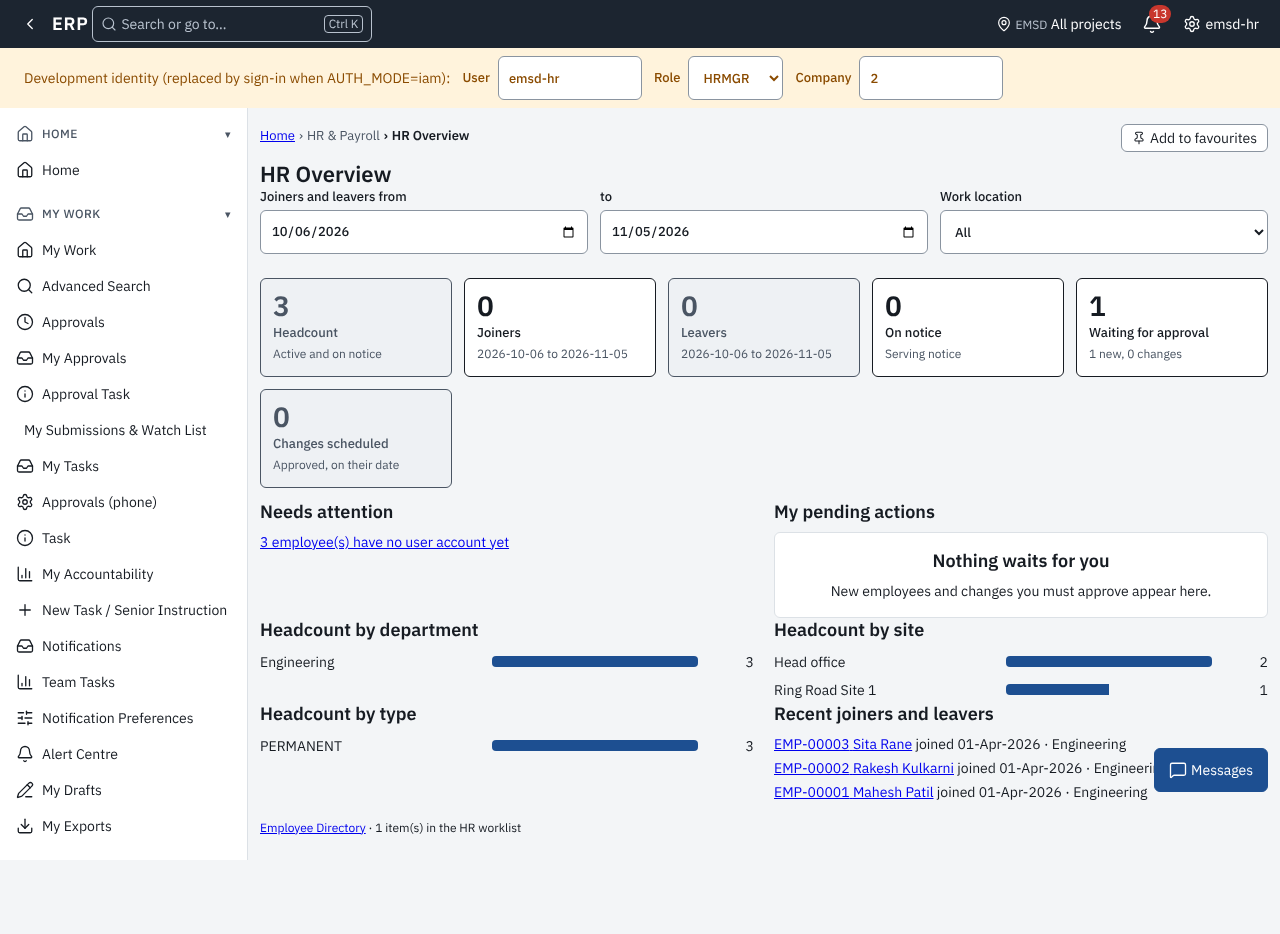 ERP
Search or go to...
Ctrl K
EMSD All projects
13
emsd-hr
Development identity (replaced by sign-in when AUTH_MODE=iam):
User
emsd-hr
Role
HRMGR
Company
2
HOME
Home
MY WORK
My Work
Advanced Search
Approvals
My Approvals
Approval Task
My Submissions & Watch List
My Tasks
Approvals (phone)
Task
My Accountability
New Task / Senior Instruction
Notifications
Team Tasks
Notification Preferences
Alert Centre
My Drafts
My Exports
Home › HR & Payroll › HR Overview
Add to favourites
HR Overview
Joiners and leavers from
10/06/2026
to
11/05/2026
Work location
All
3
Headcount
Active and on notice
0
Joiners
2026-10-06 to 2026-11-05
0
Leavers
2026-10-06 to 2026-11-05
0
On notice
Serving notice
1
Waiting for approval
1 new, 0 changes
0
Changes scheduled
Approved, on their date
Needs attention
3 employee(s) have no user account yet
My pending actions
Nothing waits for you
New employees and changes you must approve appear here.
Headcount by department
Engineering 3
Headcount by site
Head office 2
Ring Road Site 1 1
Headcount by type
PERMANENT 3
Recent joiners and leavers
EMP-00003 Sita Rane joined 01-Apr-2026 · Engineering
EMP-00002 Rakesh Kulkarni joined 01-Apr-2026 · Engineeri
EMP-00001 Mahesh Patil joined 01-Apr-2026 · Engineering
Messages
Employee Directory · 1 item(s) in the HR worklist